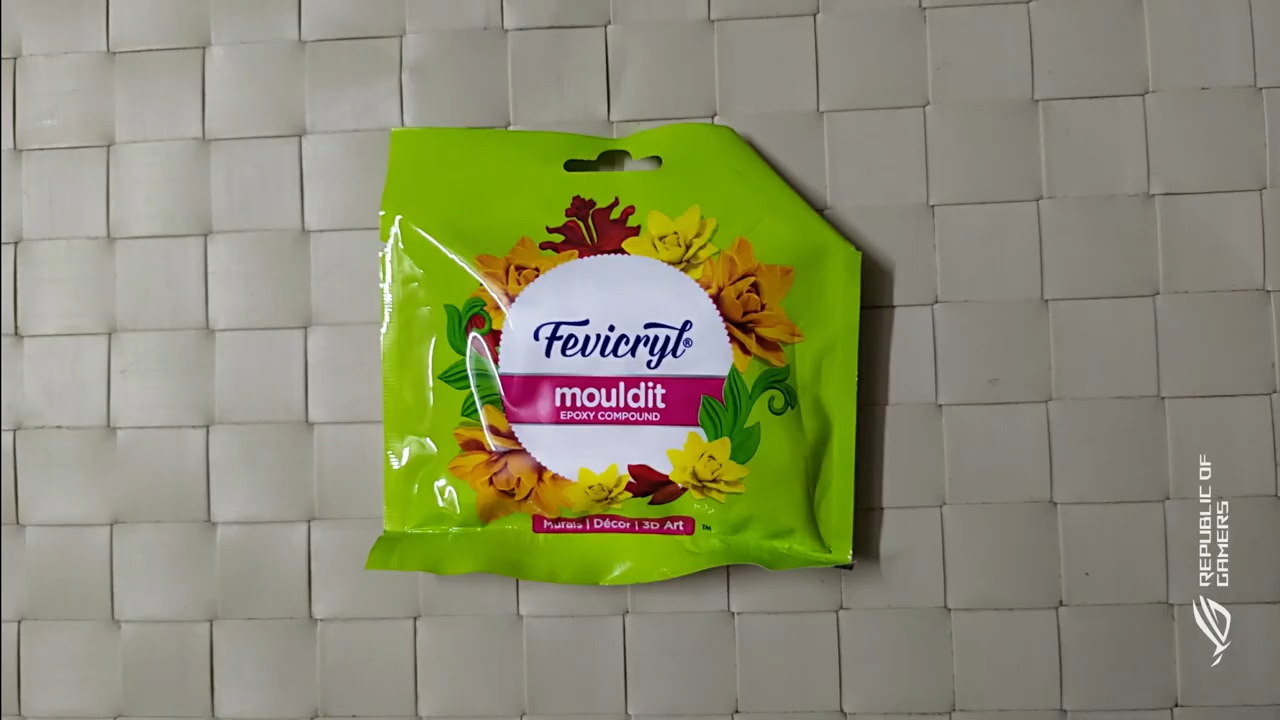 Fevicryl®
mouldit
EPOXY COMPOUND
Murals | Décor | 3D Art ™
REPUBLIC OF
GAMERS